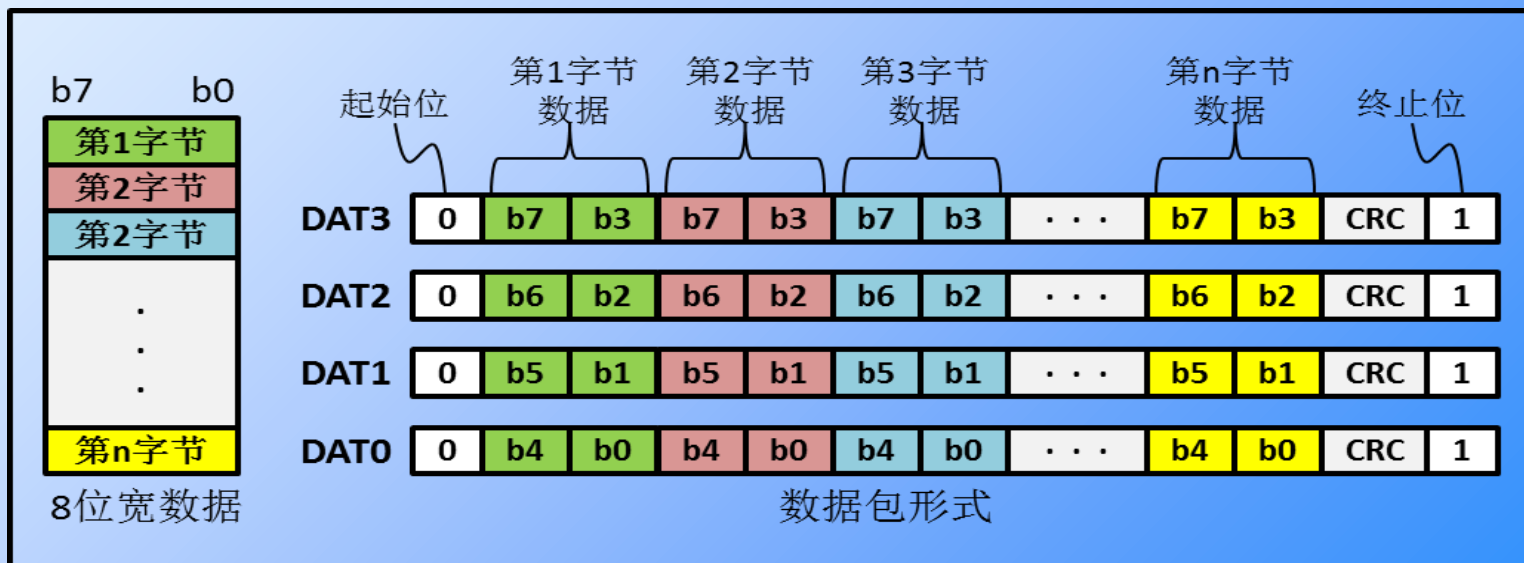 b7 b0
第1字节
第2字节
第2字节
.
.
.
第n字节
8位宽数据
起始位
第1字节
数据
第2字节
数据
第3字节
数据
第n字节
数据
终止位
DAT3 0 b7 b3 b7 b3 b7 b3 · · · b7 b3 CRC 1
DAT2 0 b6 b2 b6 b2 b6 b2 · · · b6 b2 CRC 1
DAT1 0 b5 b1 b5 b1 b5 b1 · · · b5 b1 CRC 1
DAT0 0 b4 b0 b4 b0 b4 b0 · · · b4 b0 CRC 1
数据包形式